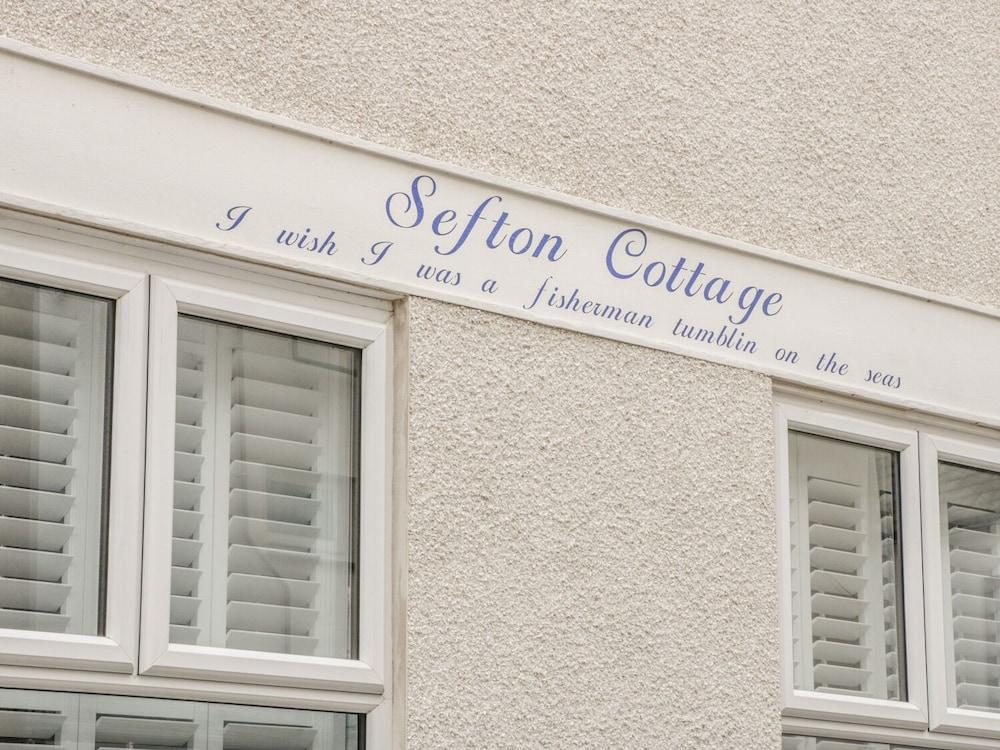 Sefton Cottage
I wish I was a fisherman tumblin on the seas